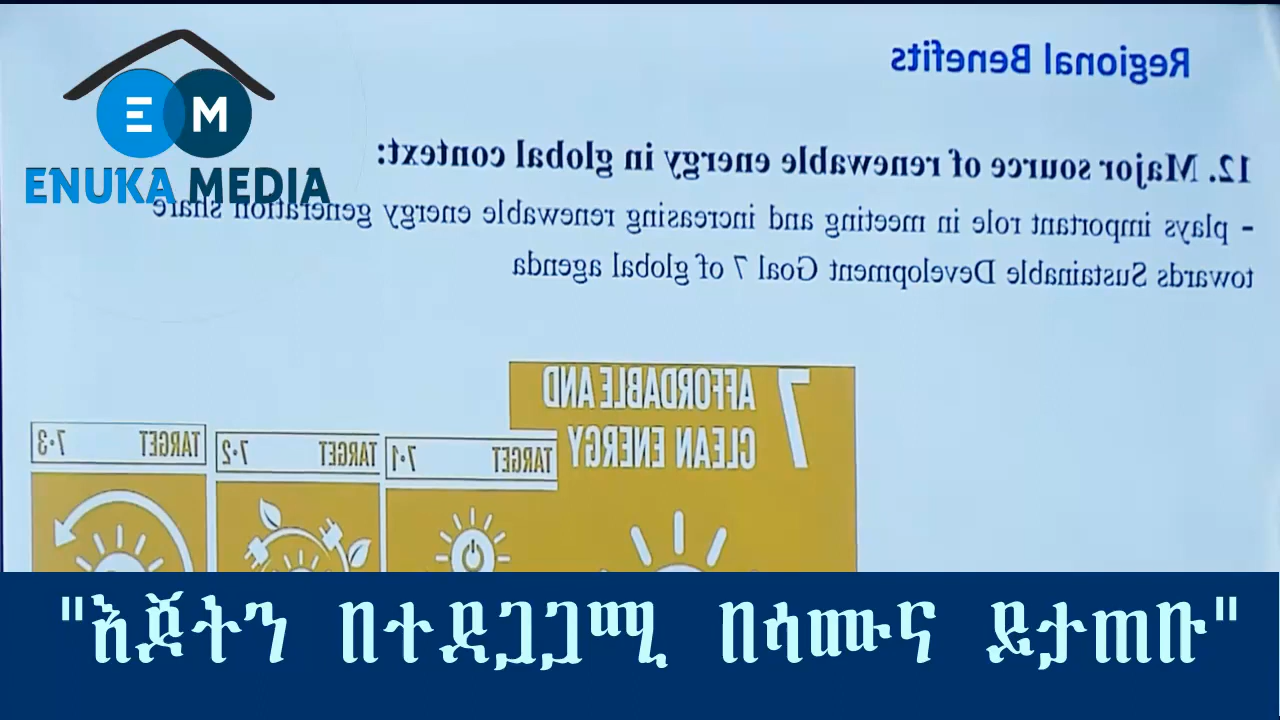 EM
ENUKA MEDIA
Regional Benefits
12. Major source of renewable energy in global context:
- plays important role in meeting and increasing renewable energy generation share
towards Sustainable Development Goal 7 of global agenda
7 AFFORDABLE AND
CLEAN ENERGY
TARGET 7·1
TARGET 7·2
TARGET 7·3
"እጆትን በተደጋጋሚ በሳሙና ይታጠቡ"